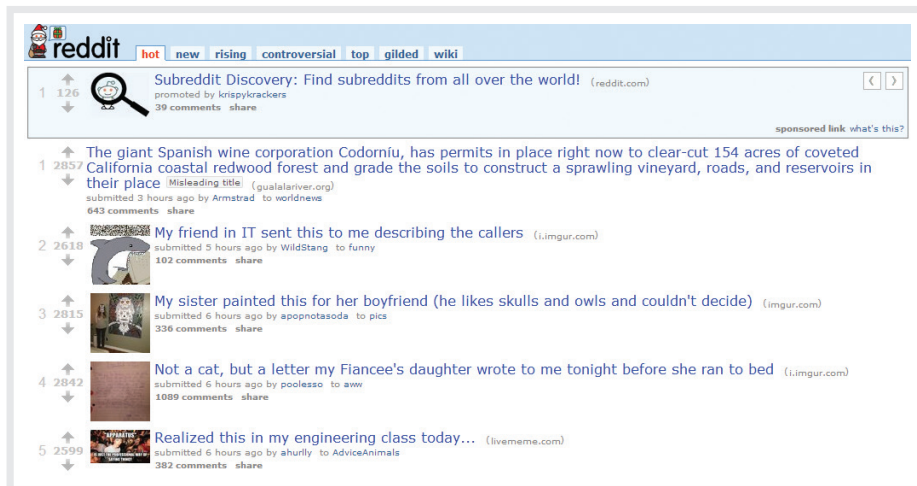 reddit hot new rising controversial top gilded wiki
1 126 Subreddit Discovery: Find subreddits from all over the world! (reddit.com)
promoted by krispykrackers
39 comments share
sponsored link what's this?
1 2857 The giant Spanish wine corporation Codorníu, has permits in place right now to clear-cut 154 acres of coveted
California coastal redwood forest and grade the soils to construct a sprawling vineyard, roads, and reservoirs in
their place Misleading title (gualalariver.org)
submitted 3 hours ago by Armstrad to worldnews
643 comments share
2 2618 My friend in IT sent this to me describing the callers (i.imgur.com)
submitted 5 hours ago by WildStang to funny
102 comments share
3 2815 My sister painted this for her boyfriend (he likes skulls and owls and couldn't decide) (imgur.com)
submitted 6 hours ago by apopnotasoda to pics
336 comments share
4 2842 Not a cat, but a letter my Fiancee's daughter wrote to me tonight before she ran to bed (i.imgur.com)
submitted 6 hours ago by poolesso to aww
1089 comments share
5 2599 Realized this in my engineering class today... (livememe.com)
submitted 6 hours ago by ahurlly to AdviceAnimals
382 comments share